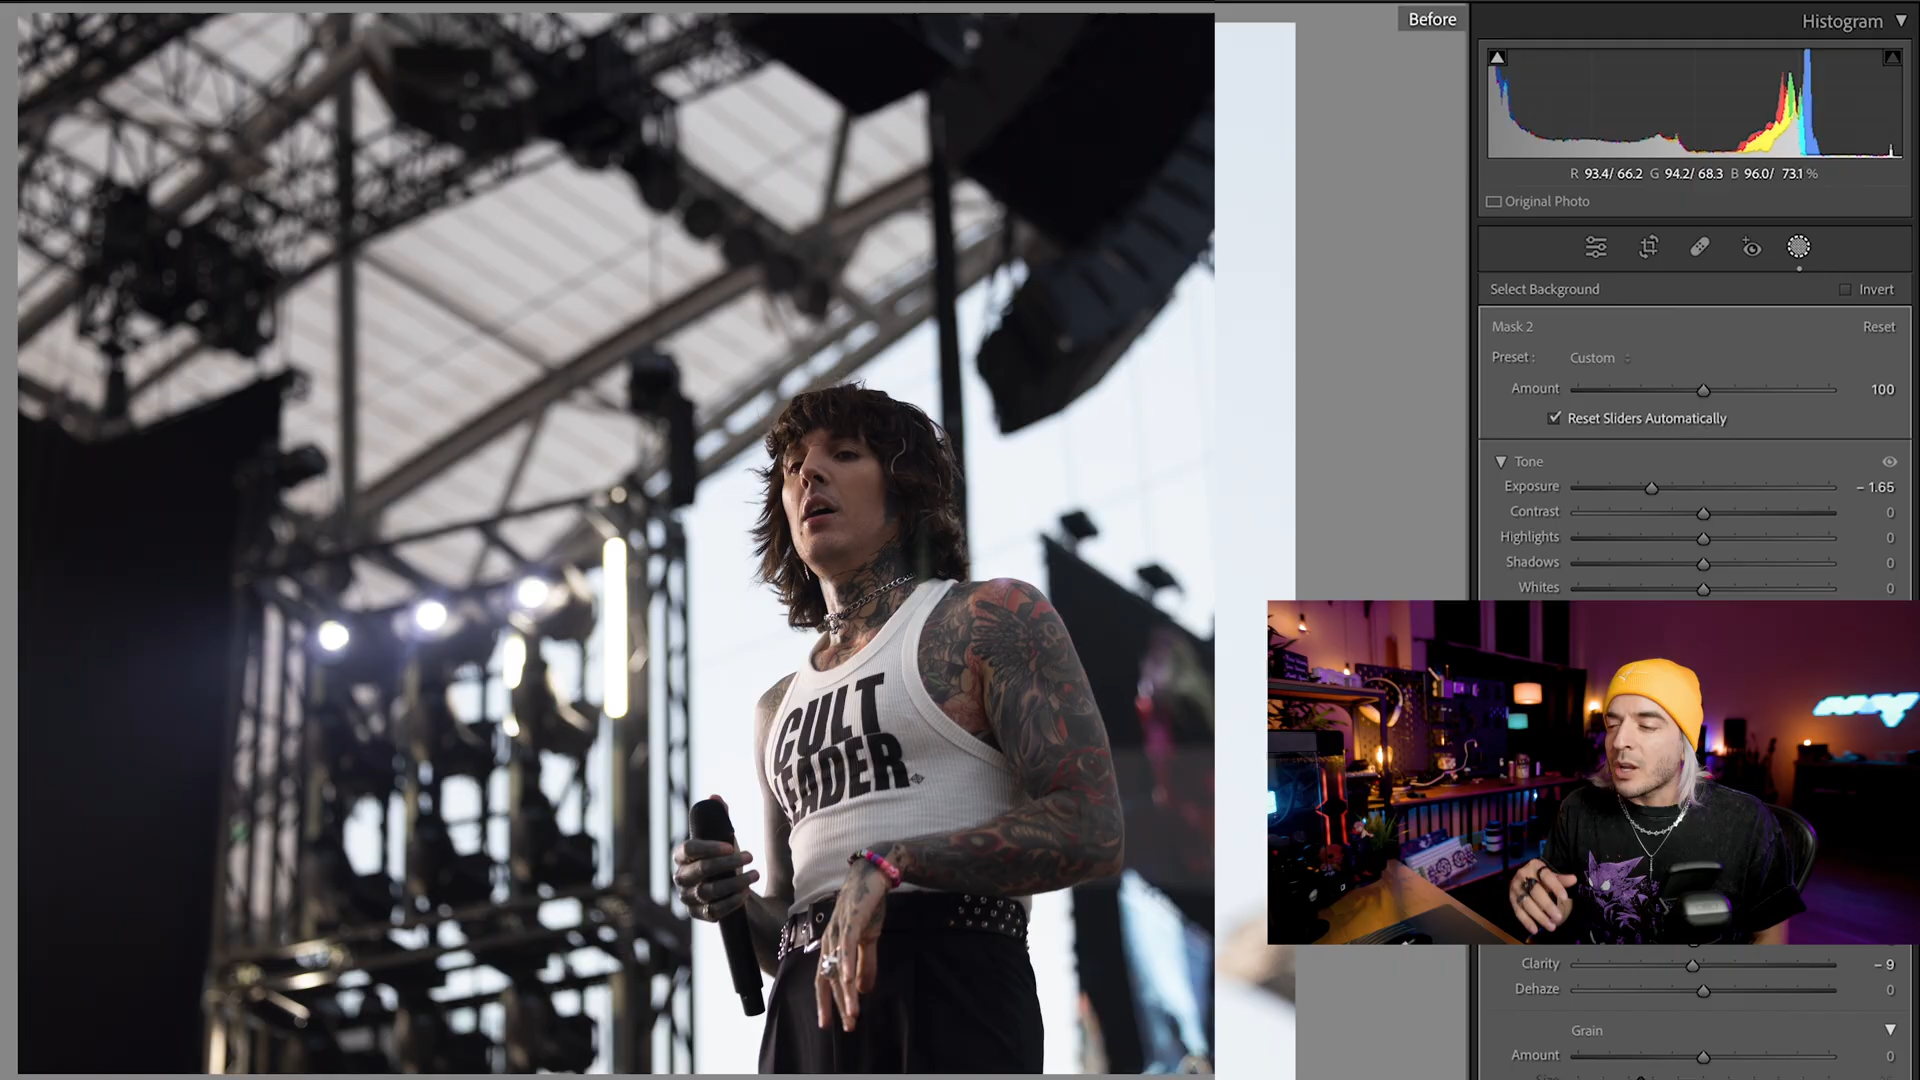 Before
Histogram
R 93.4/ 66.2 G 94.2/ 68.3 B 96.0/ 73.1 %
Original Photo
Select Background Invert
Mask 2 Reset
Preset : Custom
Amount 100
Reset Sliders Automatically
Tone
Exposure – 1.65
Contrast 0
Highlights 0
Shadows 0
Whites 0
CULT
LEADER
Clarity – 9
Dehaze 0
Grain
Amount 0